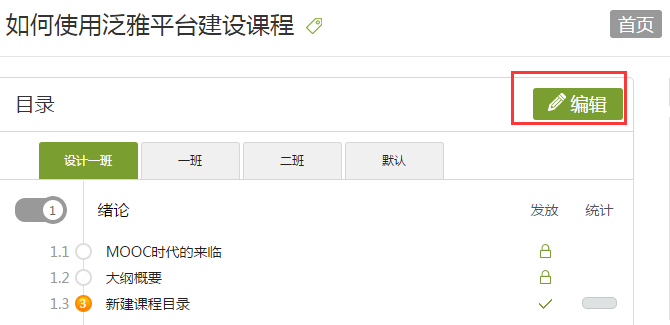 如何使用泛雅平台建设课程 首页
目录 编辑
设计一班 一班 二班 默认
1 绪论 发放 统计
1.1 MOOC时代的来临
1.2 大纲概要
1.3 3 新建课程目录